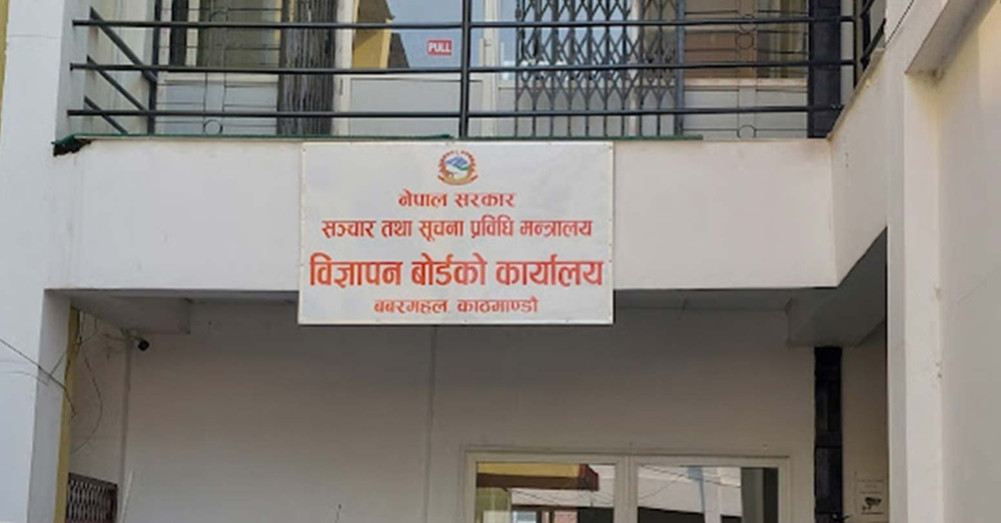 PULL
नेपाल सरकार
सञ्चार तथा सूचना प्रविधि मन्त्रालय
विज्ञापन बोर्डको कार्यालय
बबरमहल, काठमाण्डौ